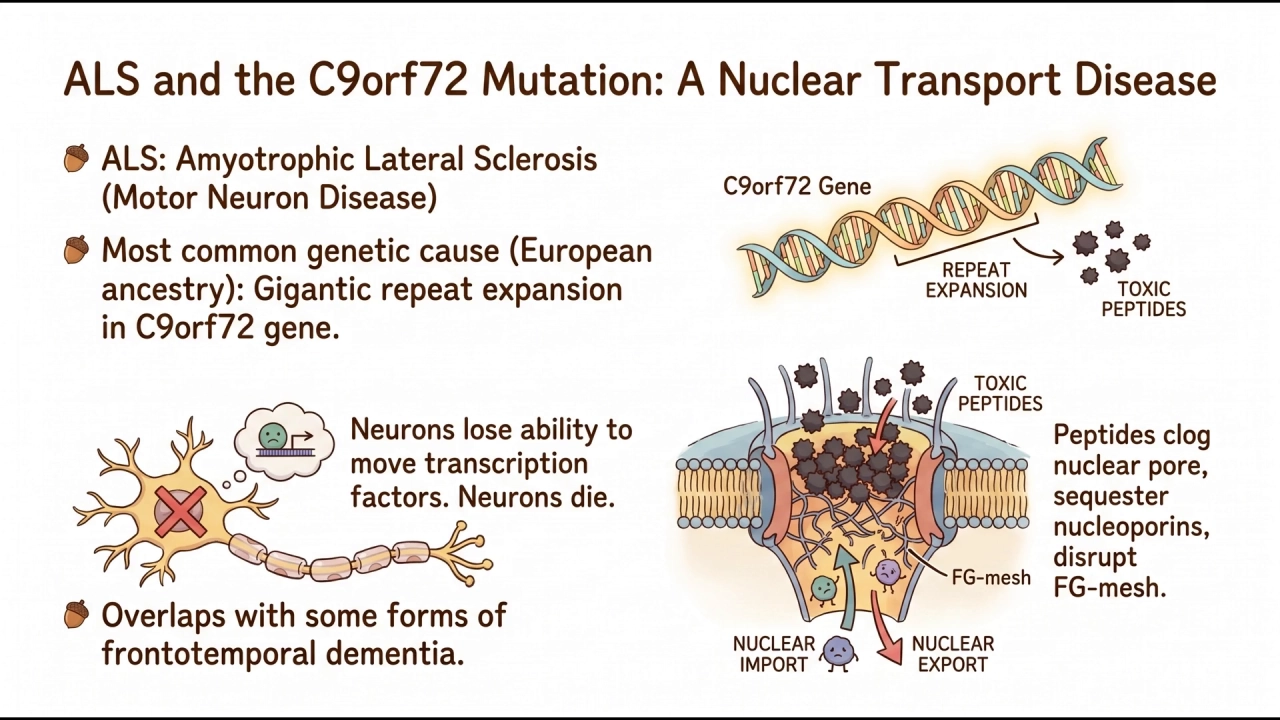 ALS and the C9orf72 Mutation: A Nuclear Transport Disease
ALS: Amyotrophic Lateral Sclerosis
(Motor Neuron Disease)
Most common genetic cause (European
ancestry): Gigantic repeat expansion
in C9orf72 gene.
C9orf72 Gene
REPEAT
EXPANSION
TOXIC
PEPTIDES
Neurons lose ability to
move transcription
factors. Neurons die.
Overlaps with some forms of
frontotemporal dementia.
TOXIC
PEPTIDES
Peptides clog
nuclear pore,
sequester
nucleoporins,
disrupt
FG-mesh.
FG-mesh
NUCLEAR
IMPORT
NUCLEAR
EXPORT